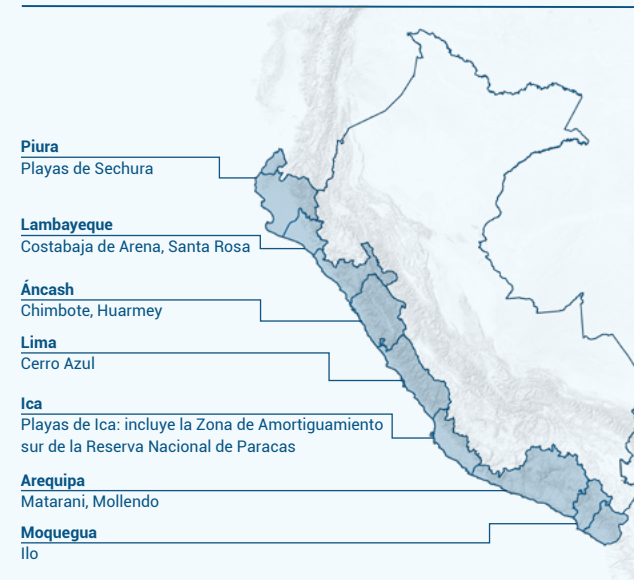 Piura
Playas de Sechura
Lambayeque
Costabaja de Arena, Santa Rosa
Áncash
Chimbote, Huarmey
Lima
Cerro Azul
Ica
Playas de Ica: incluye la Zona de Amortiguamiento
sur de la Reserva Nacional de Paracas
Arequipa
Matarani, Mollendo
Moquegua
Ilo